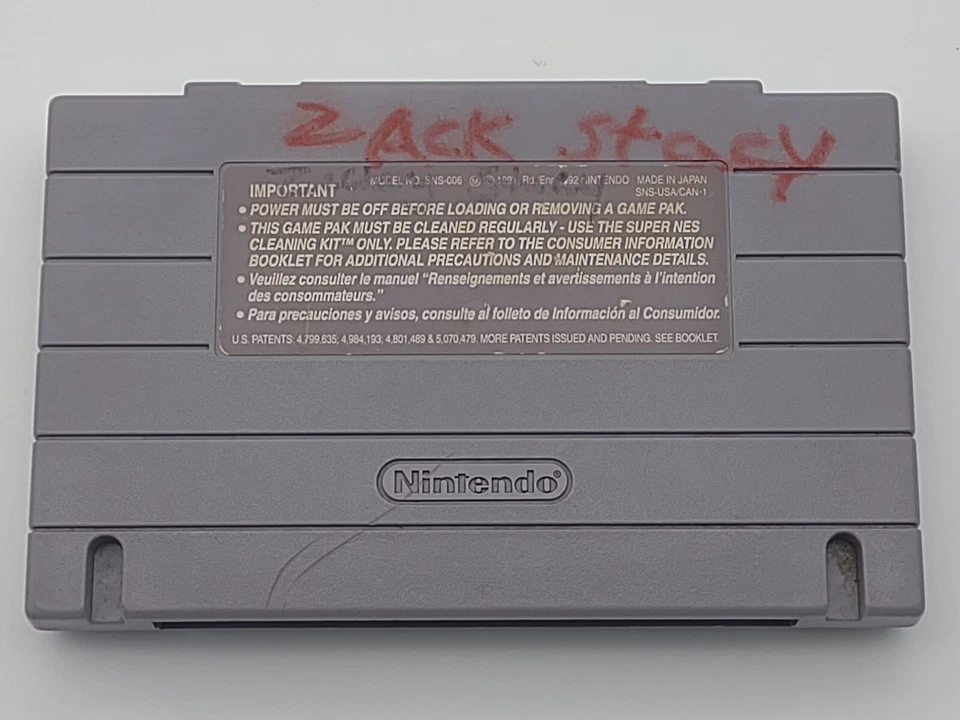 ZACK Stacy
MODEL NO. SNS-006 Ⓜ © 1991 R1/Enr 1992 NINTENDO MADE IN JAPAN
IMPORTANT SNS-USA/CAN-1
• POWER MUST BE OFF BEFORE LOADING OR REMOVING A GAME PAK.
• THIS GAME PAK MUST BE CLEANED REGULARLY - USE THE SUPER NES
CLEANING KIT™ ONLY. PLEASE REFER TO THE CONSUMER INFORMATION
BOOKLET FOR ADDITIONAL PRECAUTIONS AND MAINTENANCE DETAILS.
• Veuillez consulter le manuel “Renseignements et avertissements à l'intention
des consommateurs.”
• Para precauciones y avisos, consulte al folleto de Información al Consumidor.
U.S. PATENTS: 4,799,635; 4,984,193; 4,801,489 & 5,070,479. MORE PATENTS ISSUED AND PENDING. SEE BOOKLET.
Nintendo®